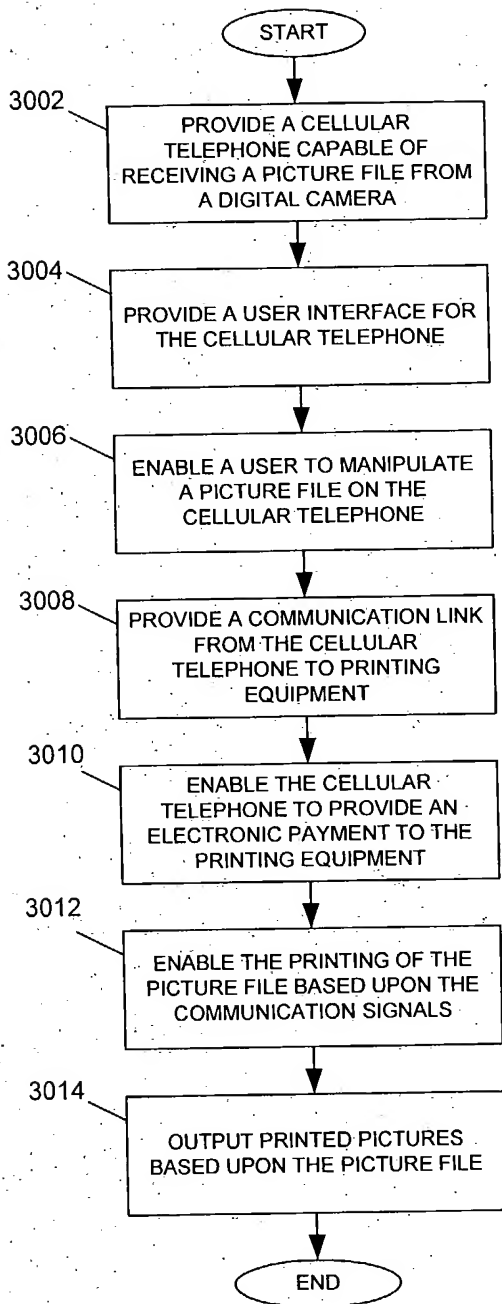 START
3002
PROVIDE A CELLULAR
TELEPHONE CAPABLE OF
RECEIVING A PICTURE FILE FROM
A DIGITAL CAMERA
3004
PROVIDE A USER INTERFACE FOR
THE CELLULAR TELEPHONE
3006
ENABLE A USER TO MANIPULATE
A PICTURE FILE ON THE
CELLULAR TELEPHONE
3008
PROVIDE A COMMUNICATION LINK
FROM THE CELLULAR
TELEPHONE TO PRINTING
EQUIPMENT
3010
ENABLE THE CELLULAR
TELEPHONE TO PROVIDE AN
ELECTRONIC PAYMENT TO THE
PRINTING EQUIPMENT
3012
ENABLE THE PRINTING OF THE
PICTURE FILE BASED UPON THE
COMMUNICATION SIGNALS
3014
OUTPUT PRINTED PICTURES
BASED UPON THE PICTURE FILE
END